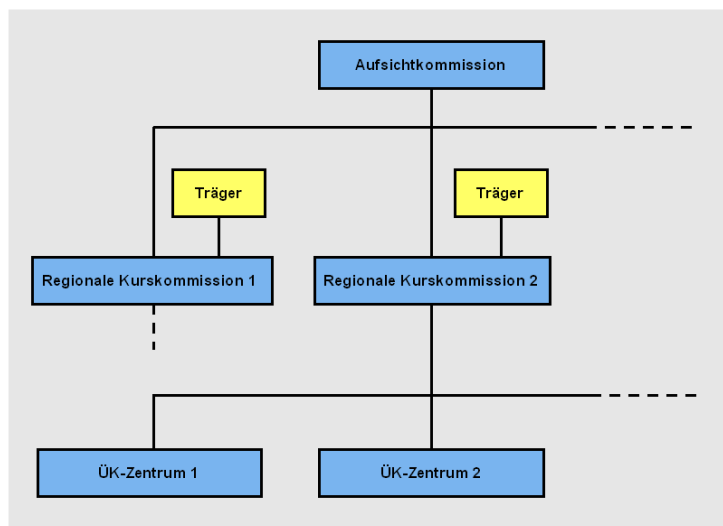 Aufsichtkommission
Träger
Träger
Regionale Kurskommission 1
Regionale Kurskommission 2
ÜK-Zentrum 1
ÜK-Zentrum 2